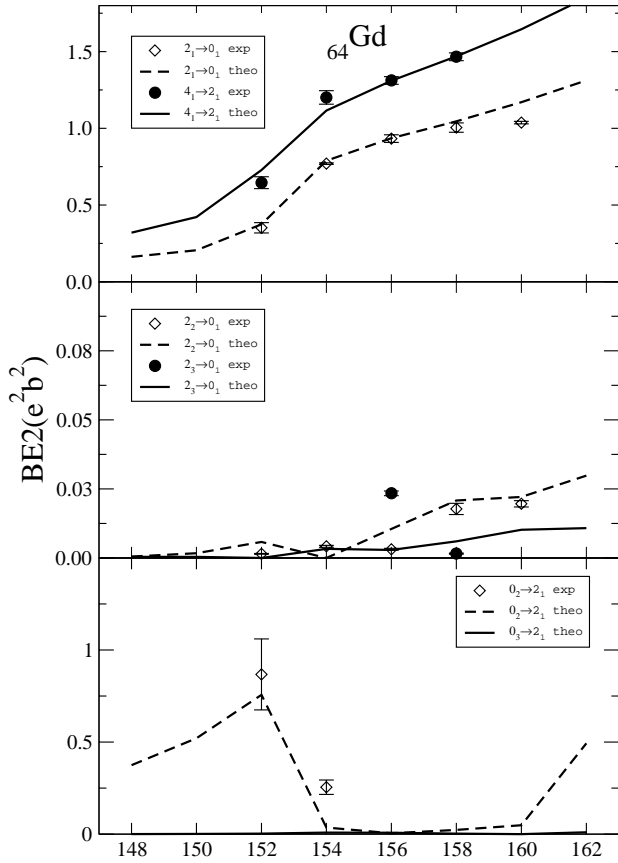 ₆₄Gd
1.5
1.0
0.5
0.0
2₁→0₁ exp
2₁→0₁ theo
4₁→2₁ exp
4₁→2₁ theo
BE2(e²b²)
0.08
0.05
0.03
0.00
2₂→0₁ exp
2₂→0₁ theo
2₃→0₁ exp
2₃→0₁ theo
1
0.5
0
0₂→2₁ exp
0₂→2₁ theo
0₃→2₁ theo
148 150 152 154 156 158 160 162